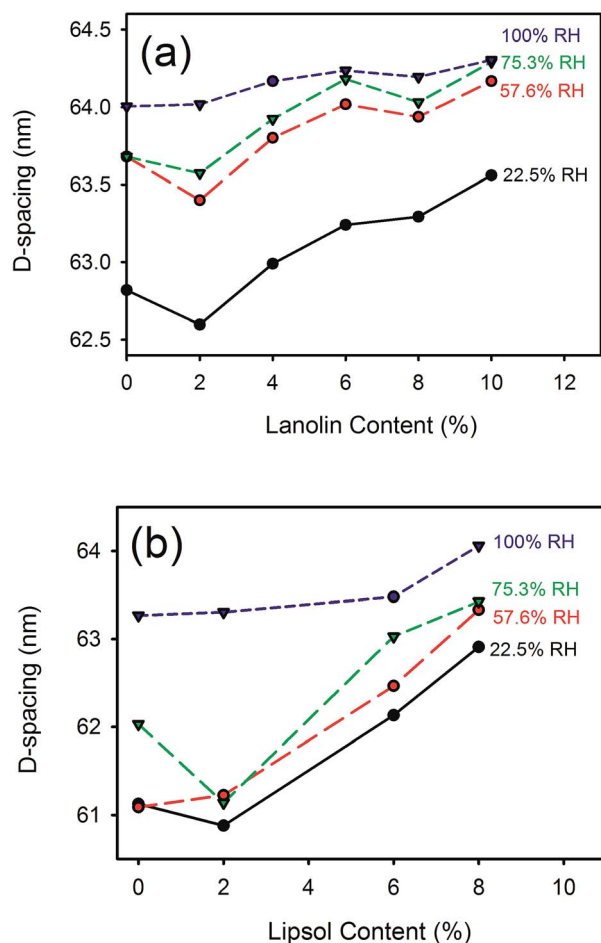 (a)
100% RH
75.3% RH
57.6% RH
22.5% RH
64.5
64.0
63.5
63.0
62.5
D-spacing (nm)
0 2 4 6 8 10 12
Lanolin Content (%)
(b)
100% RH
75.3% RH
57.6% RH
22.5% RH
64
63
62
61
D-spacing (nm)
0 2 4 6 8 10
Lipsol Content (%)